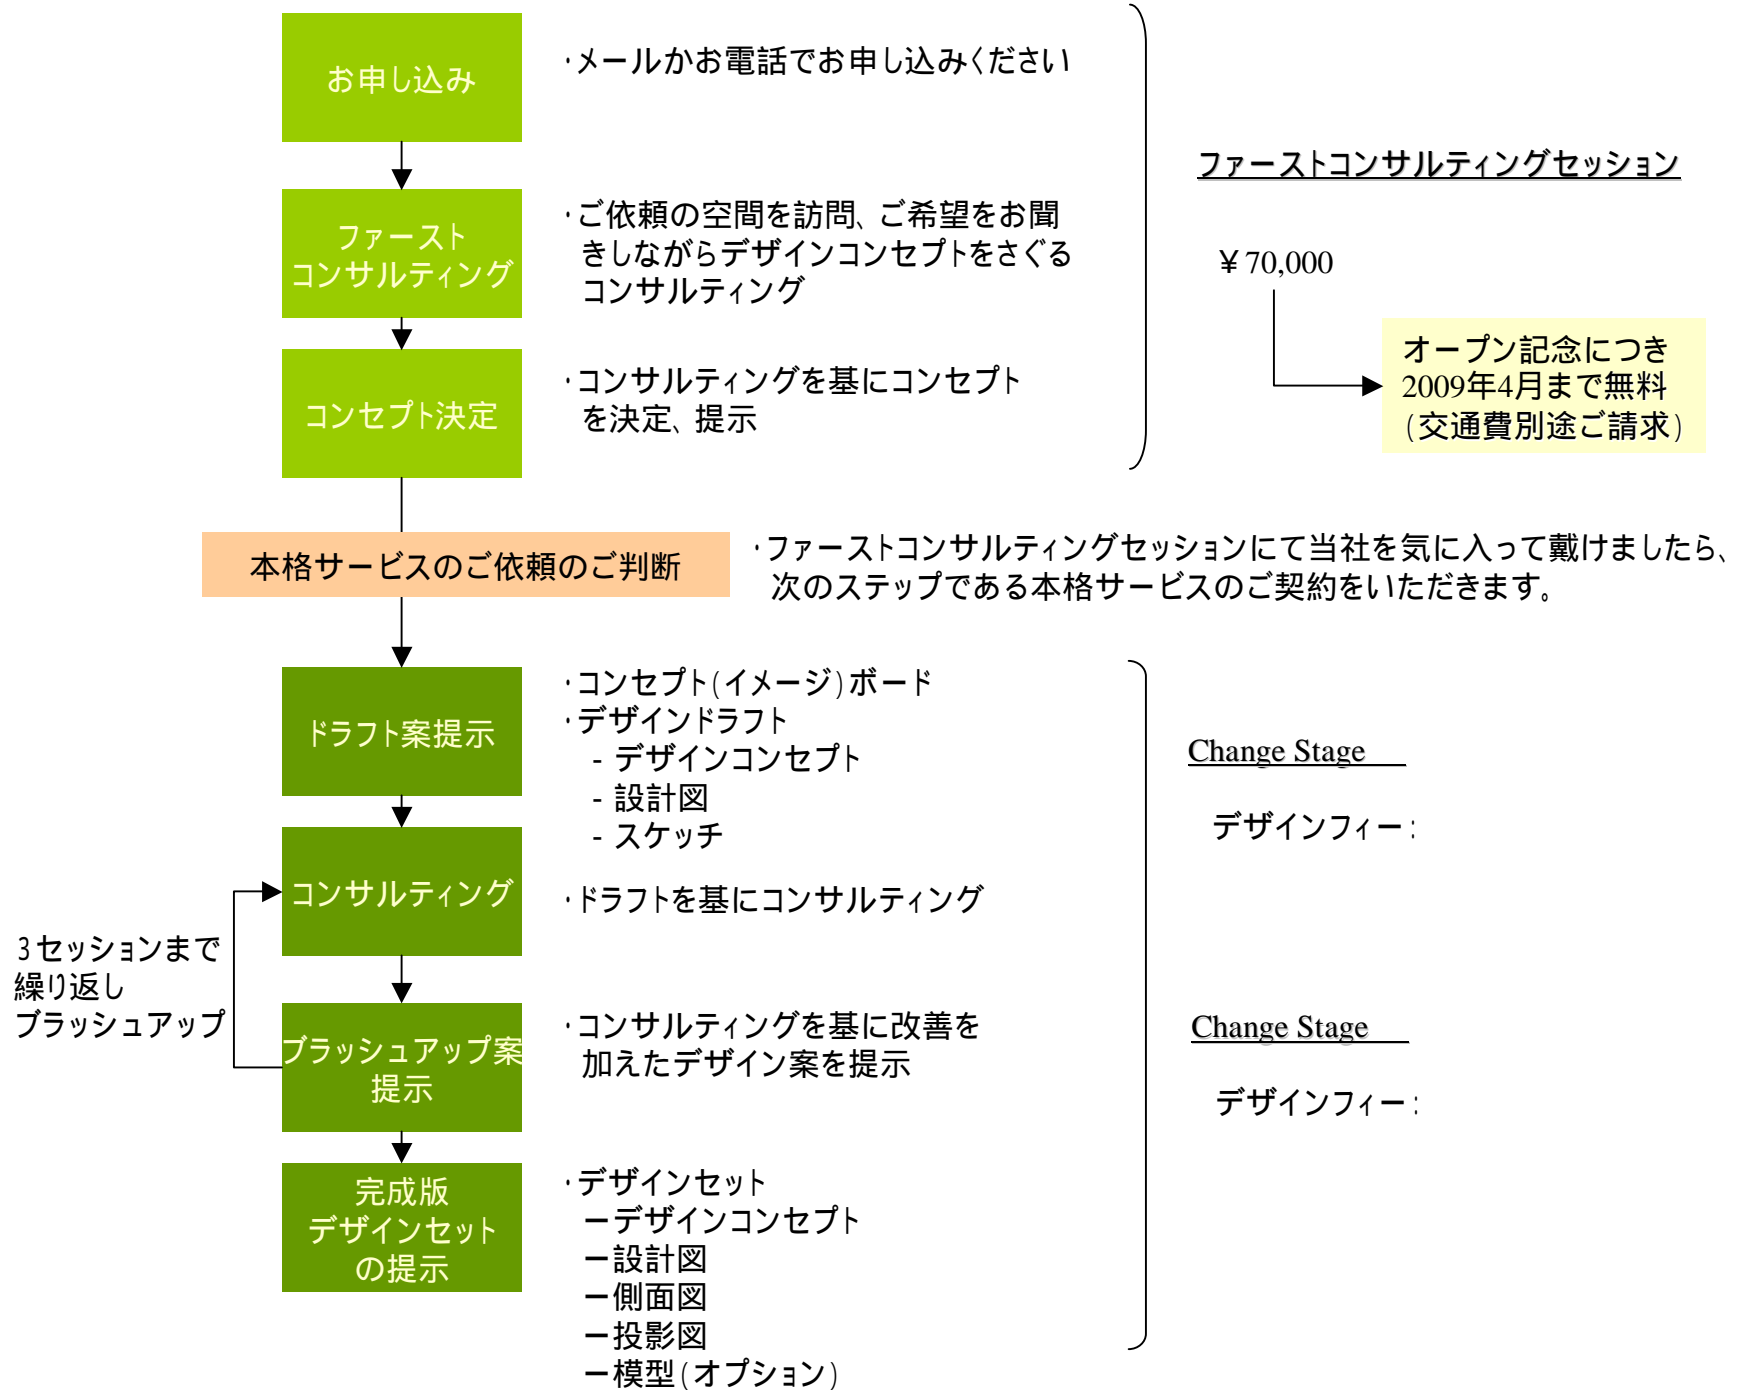 お申し込み
・メールかお電話でお申し込みください
ファーストコンサルティングセッション
ファースト
コンサルティング
・ご依頼の空間を訪問、ご希望をお聞
きしながらデザインコンセプトをさぐる
コンサルティング
￥70,000
オープン記念につき
2009年4月まで無料
(交通費別途ご請求)
コンセプト決定
・コンサルティングを基にコンセプト
を決定、提示
本格サービスのご依頼のご判断
・ファーストコンサルティングセッションにて当社を気に入って戴けましたら、
次のステップである本格サービスのご契約をいただきます。
ドラフト案提示
・コンセプト(イメージ)ボード
・デザインドラフト
- デザインコンセプト
- 設計図
- スケッチ
Change Stage
デザインフィー：
コンサルティング
・ドラフトを基にコンサルティング
3セッションまで
繰り返し
ブラッシュアップ
ブラッシュアップ案
提示
・コンサルティングを基に改善を
加えたデザイン案を提示
Change Stage
デザインフィー：
完成版
デザインセット
の提示
・デザインセット
ーデザインコンセプト
ー設計図
ー側面図
ー投影図
ー模型(オプション)